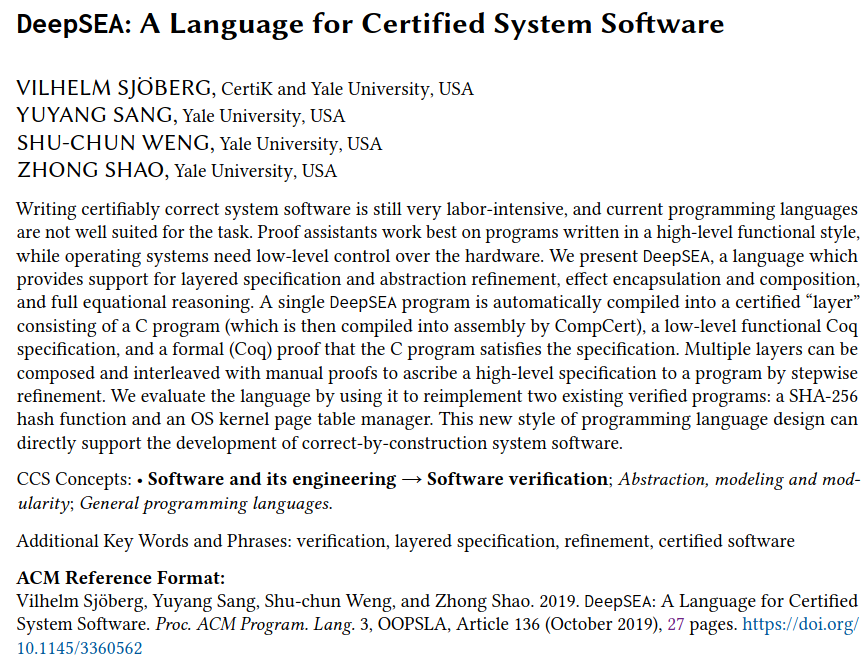 DeepSEA: A Language for Certified System Software
VILHELM SJÖBERG, CertiK and Yale University, USA
YUYANG SANG, Yale University, USA
SHU-CHUN WENG, Yale University, USA
ZHONG SHAO, Yale University, USA
Writing certifiably correct system software is still very labor-intensive, and current programming languages
are not well suited for the task. Proof assistants work best on programs written in a high-level functional style,
while operating systems need low-level control over the hardware. We present DeepSEA, a language which
provides support for layered specification and abstraction refinement, effect encapsulation and composition,
and full equational reasoning. A single DeepSEA program is automatically compiled into a certified “layer”
consisting of a C program (which is then compiled into assembly by CompCert), a low-level functional Coq
specification, and a formal (Coq) proof that the C program satisfies the specification. Multiple layers can be
composed and interleaved with manual proofs to ascribe a high-level specification to a program by stepwise
refinement. We evaluate the language by using it to reimplement two existing verified programs: a SHA-256
hash function and an OS kernel page table manager. This new style of programming language design can
directly support the development of correct-by-construction system software.
CCS Concepts: • Software and its engineering → Software verification; Abstraction, modeling and mod-
ularity; General programming languages.
Additional Key Words and Phrases: verification, layered specification, refinement, certified software
ACM Reference Format:
Vilhelm Sjöberg, Yuyang Sang, Shu-chun Weng, and Zhong Shao. 2019. DeepSEA: A Language for Certified
System Software. Proc. ACM Program. Lang. 3, OOPSLA, Article 136 (October 2019), 27 pages. https://doi.org/
10.1145/3360562